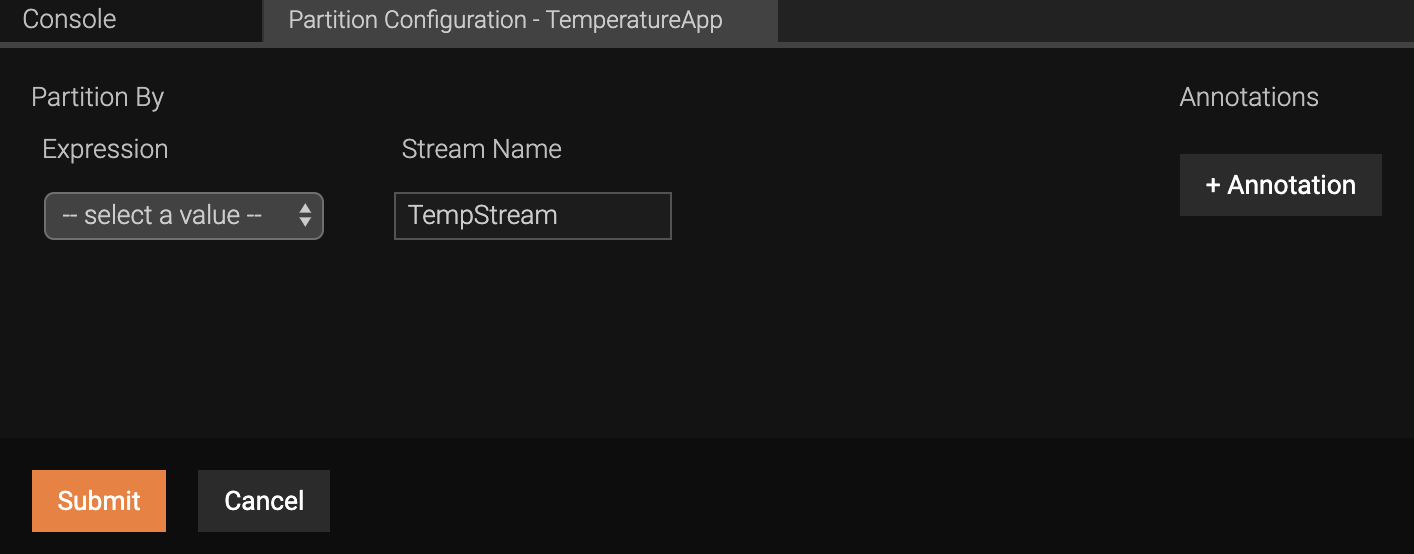 Console
Partition Configuration - TemperatureApp
Partition By
Annotations
Expression
Stream Name
+ Annotation
-- select a value --
TempStream
Submit
Cancel